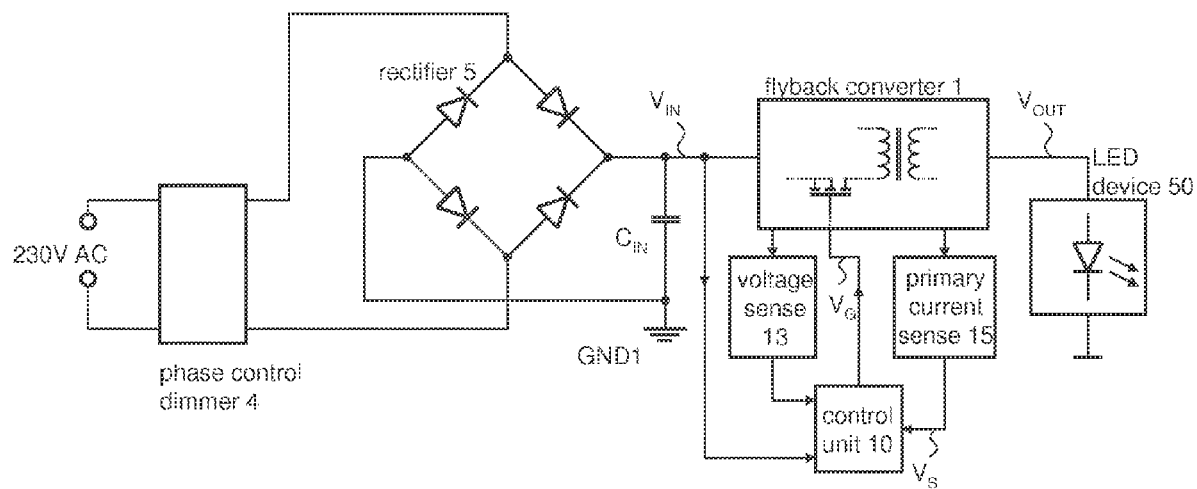 rectifier 5
flyback converter 1
V_IN
V_OUT
LED
device 50
230V AC
C_IN
voltage
sense
13
V_G
primary
current
sense 15
GND1
phase control
dimmer 4
control
unit 10
V_S